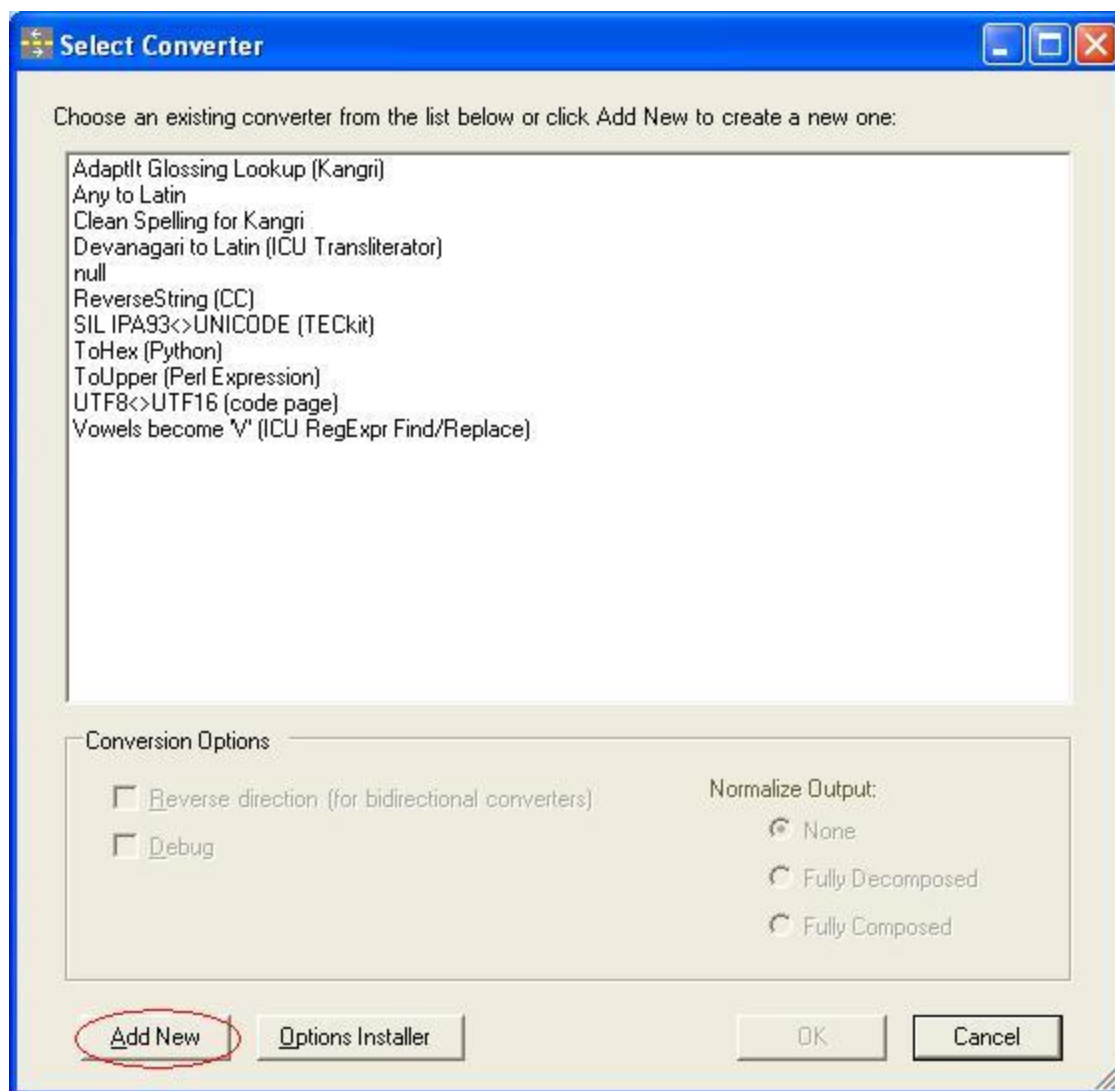 Select Converter
Choose an existing converter from the list below or click Add New to create a new one:
AdaptIt Glossing Lookup (Kangri)
Any to Latin
Clean Spelling for Kangri
Devanagari to Latin (ICU Transliterator)
null
ReverseString (CC)
SIL IPA93<>UNICODE (TECkit)
ToHex (Python)
ToUpper (Perl Expression)
UTF8<>UTF16 (code page)
Vowels become 'V' (ICU RegExpr Find/Replace)
Conversion Options
Reverse direction (for bidirectional converters)
Debug
Normalize Output:
None
Fully Decomposed
Fully Composed
Add New
Options Installer
OK
Cancel